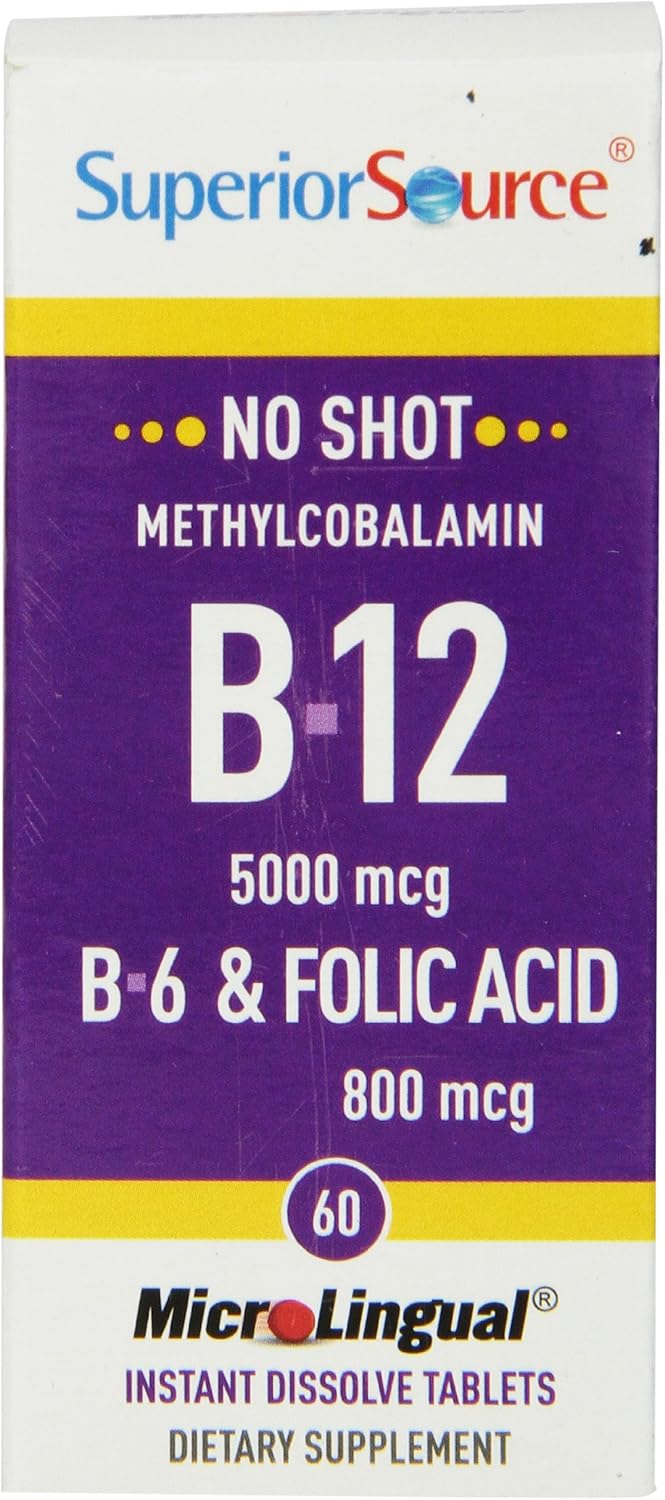 SuperiorSource®
NO SHOT
METHYLCOBALAMIN
B-12
5000 mcg
B-6 & FOLIC ACID
800 mcg
60
MicroLingual®
INSTANT DISSOLVE TABLETS
DIETARY SUPPLEMENT